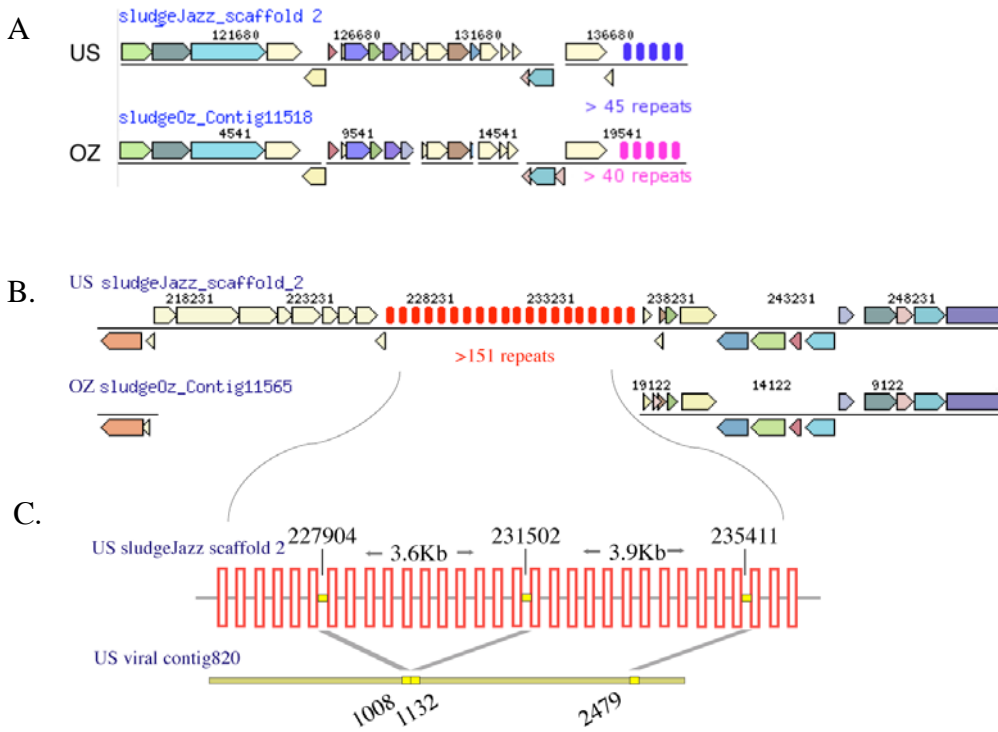 A
sludgeJazz_scaffold 2
US
121680 126680 131680 136680
> 45 repeats
sludgeOz_Contig11518
OZ
4541 9541 14541 19541
> 40 repeats
B.
US sludgeJazz_scaffold_2
218231 223231 228231 233231 238231 243231 248231
>151 repeats
OZ sludgeOz_Contig11565
19122 14122 9122
C.
227904 231502 235411
US sludgeJazz scaffold 2
3.6Kb 3.9Kb
US viral contig820
1008 1132 2479